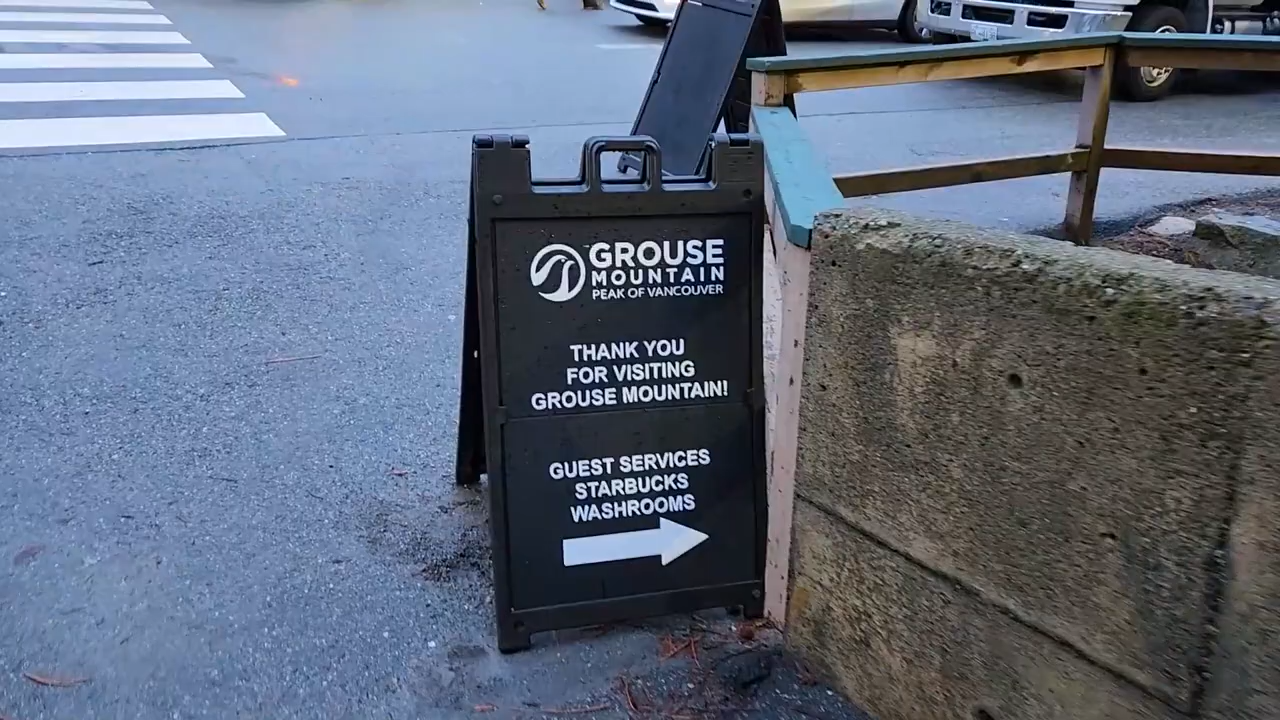 GROUSE
MOUNTAIN
PEAK OF VANCOUVER
THANK YOU
FOR VISITING
GROUSE MOUNTAIN!
GUEST SERVICES
STARBUCKS
WASHROOMS